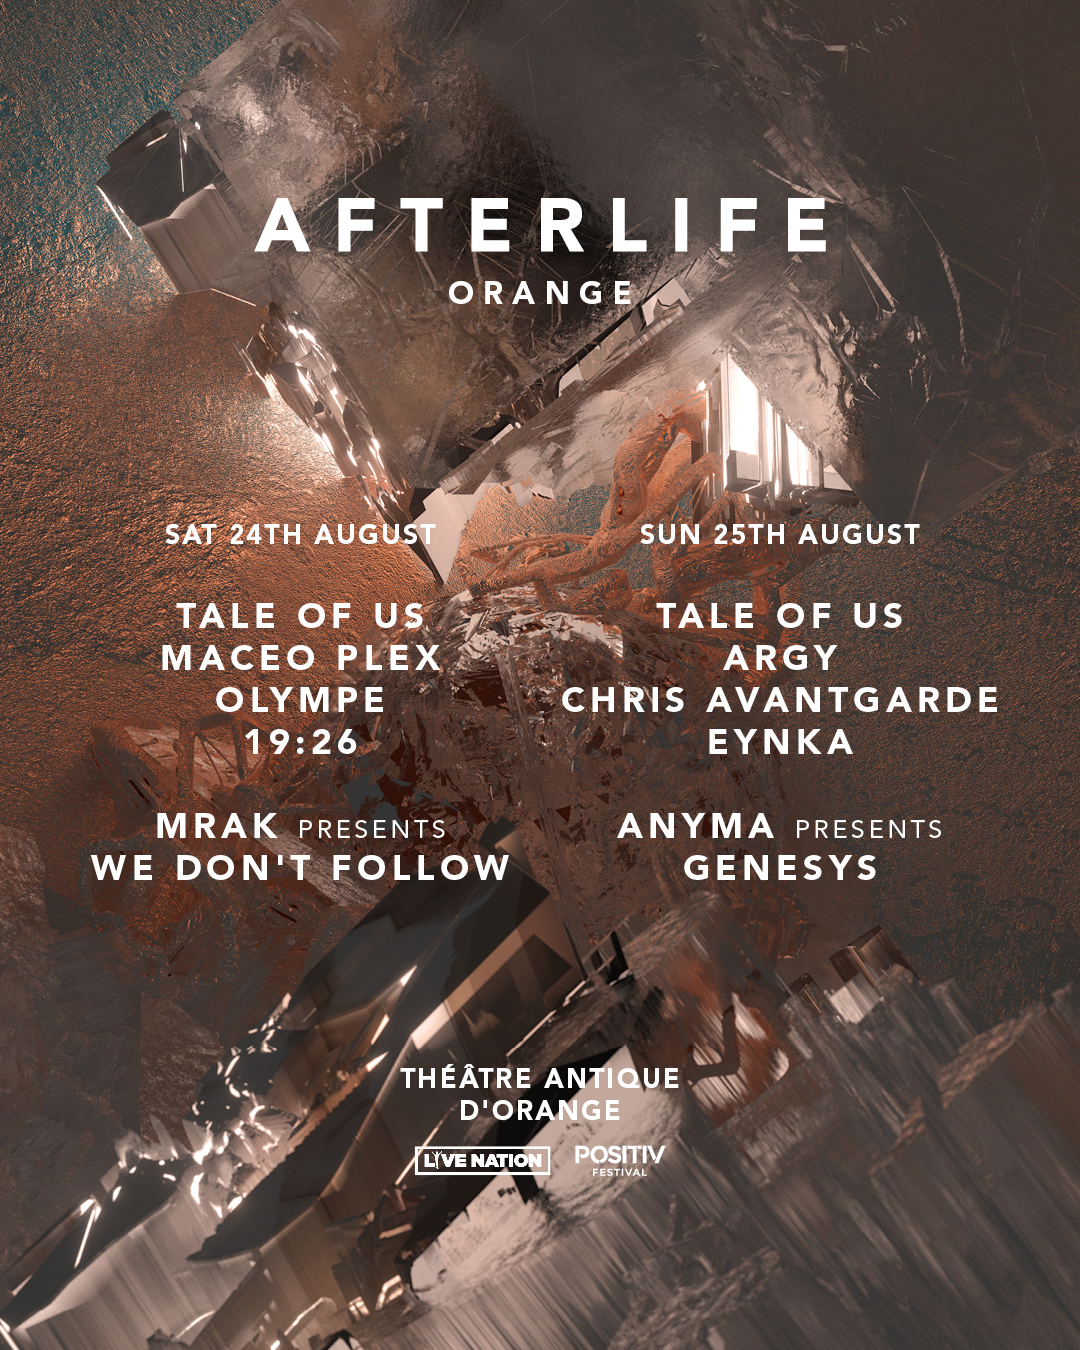 AFTERLIFE
ORANGE
SAT 24TH AUGUST
TALE OF US
MACEO PLEX
OLYMPE
19:26
MRAK PRESENTS
WE DON'T FOLLOW
SUN 25TH AUGUST
TALE OF US
ARGY
CHRIS AVANTGARDE
EYNKA
ANYMA PRESENTS
GENESYS
THÉÂTRE ANTIQUE
D'ORANGE
LIVE NATION
POSITIV
FESTIVAL